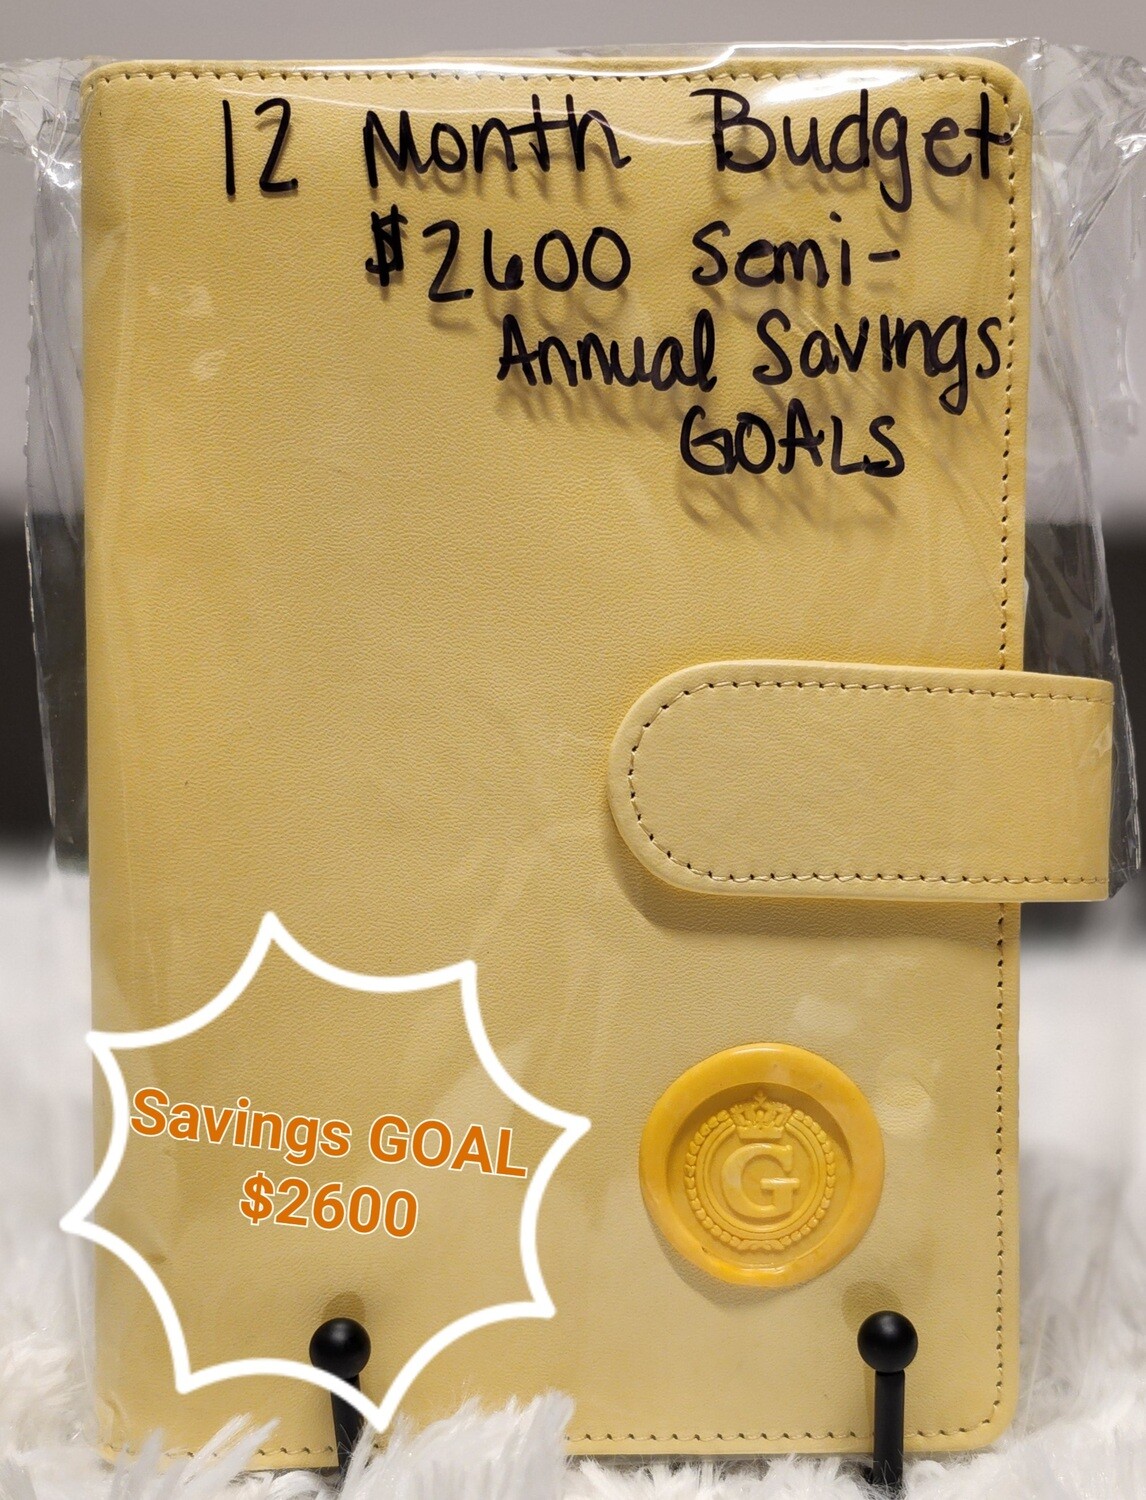 12 Month Budget
$2600 Semi-
Annual Savings
GOALS
Savings GOAL
$2600
G